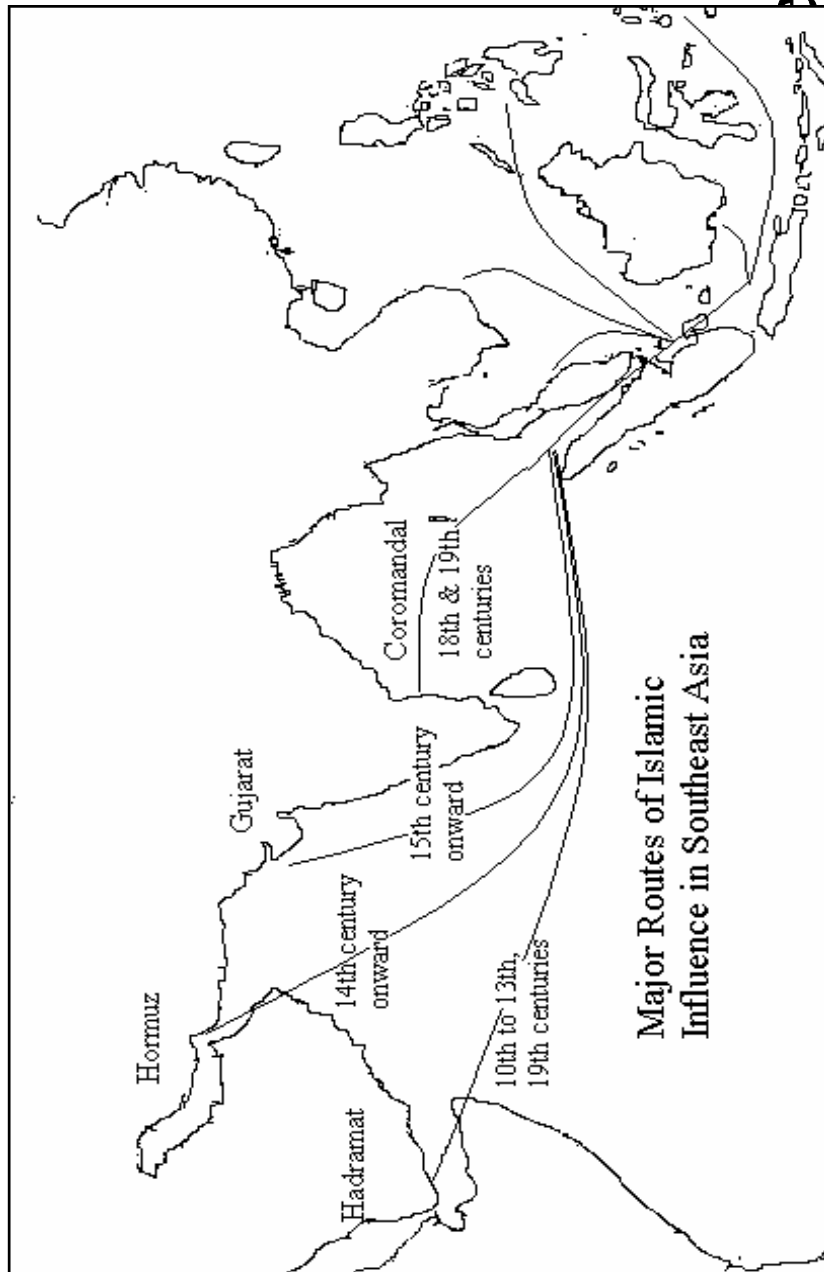 Hormuz
Gujarat
Hadramat
14th century
onward
15th century
onward
Coromandal
18th & 19th
centuries
10th to 13th,
19th centuries
Major Routes of Islamic
Influence in Southeast Asia